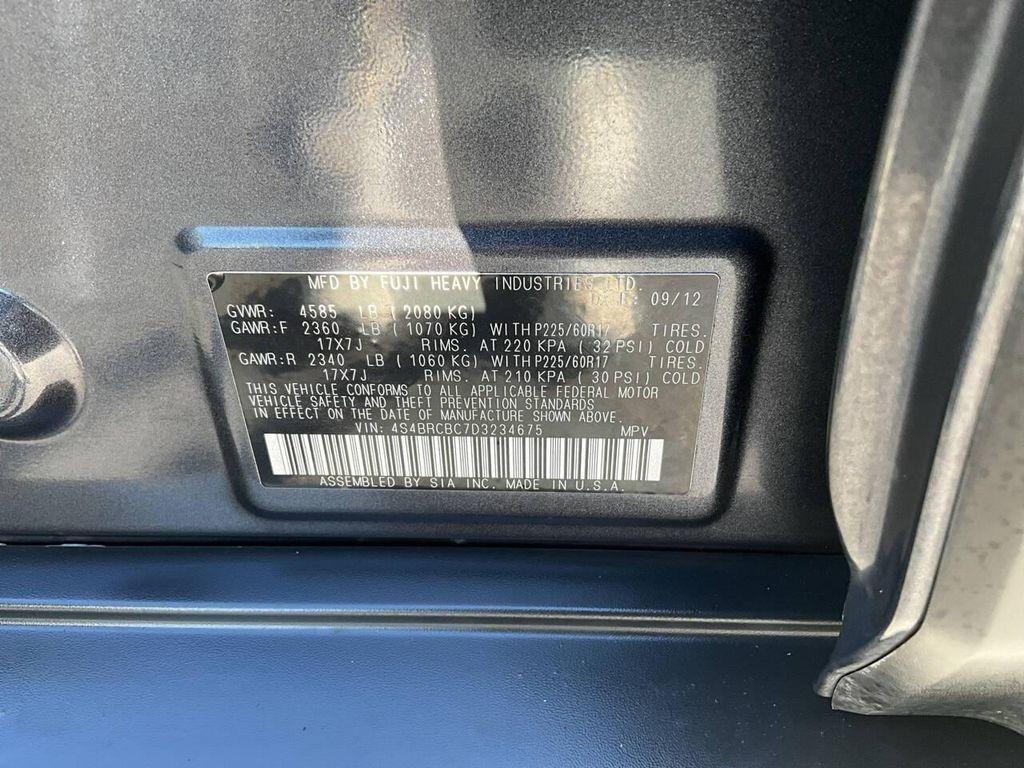 MFD BY FUJI HEAVY INDUSTRIES LTD.
DATE: 09/12
GVWR: 4585 LB ( 2080 KG)
GAWR:F 2360 LB ( 1070 KG) WITH P225/60R17 TIRES.
17X7J RIMS. AT 220 KPA ( 32 PSI) COLD
GAWR:R 2340 LB ( 1060 KG) WITH P225/60R17 TIRES.
17X7J RIMS. AT 210 KPA ( 30 PSI) COLD
THIS VEHICLE CONFORMS TO ALL APPLICABLE FEDERAL MOTOR
VEHICLE SAFETY AND THEFT PREVENTION STANDARDS
IN EFFECT ON THE DATE OF MANUFACTURE SHOWN ABOVE.
VIN: 4S4BRCBC7D3234675 MPV
ASSEMBLED BY SIA INC. MADE IN U.S.A.